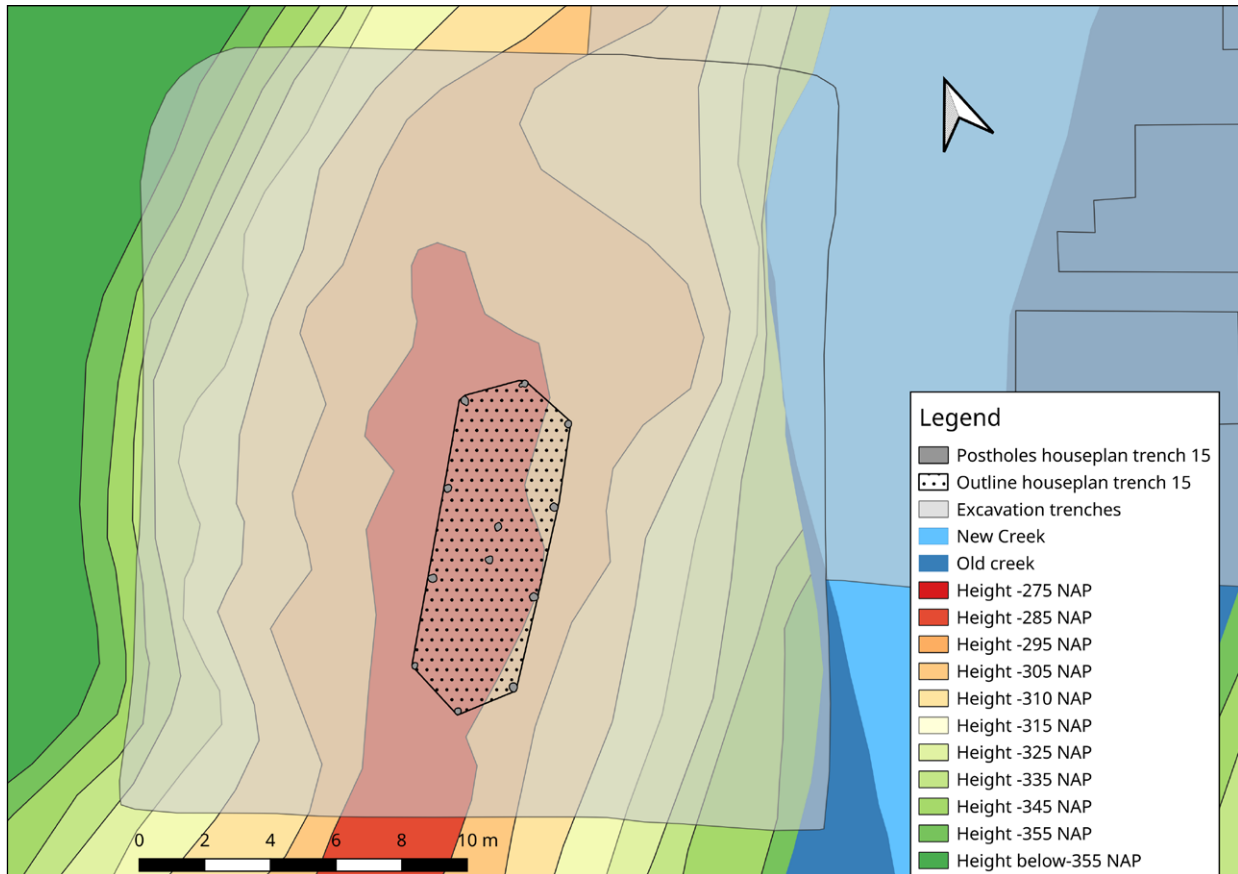 Legend
Postholes houseplan trench 15
Outline houseplan trench 15
Excavation trenches
New Creek
Old creek
Height -275 NAP
Height -285 NAP
Height -295 NAP
Height -305 NAP
Height -310 NAP
Height -315 NAP
Height -325 NAP
Height -335 NAP
Height -345 NAP
Height -355 NAP
Height below-355 NAP
0 2 4 6 8 10 m